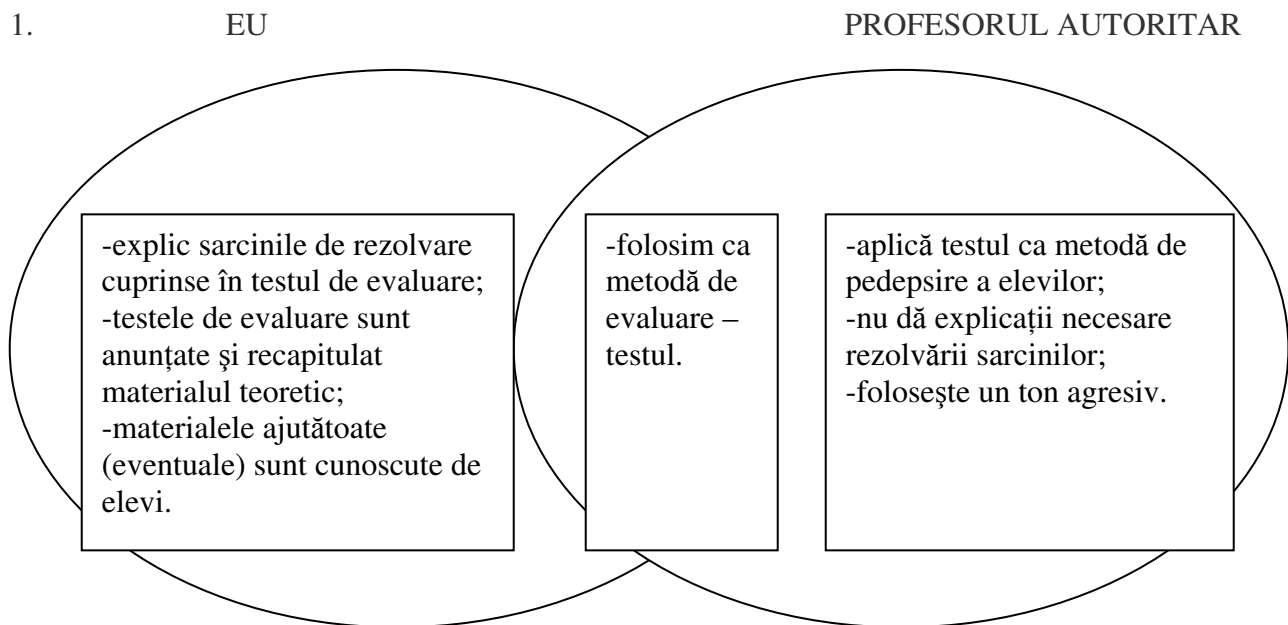 1. EU PROFESORUL AUTORITAR
-explic sarcinile de rezolvare
cuprinse în testul de evaluare;
-testele de evaluare sunt
anunțate şi recapitulat
materialul teoretic;
-materialele ajutătoate
(eventuale) sunt cunoscute de
elevi.
-folosim ca
metodă de
evaluare –
testul.
-aplică testul ca metodă de
pedepsire a elevilor;
-nu dă explicații necesare
rezolvării sarcinilor;
-foloseşte un ton agresiv.